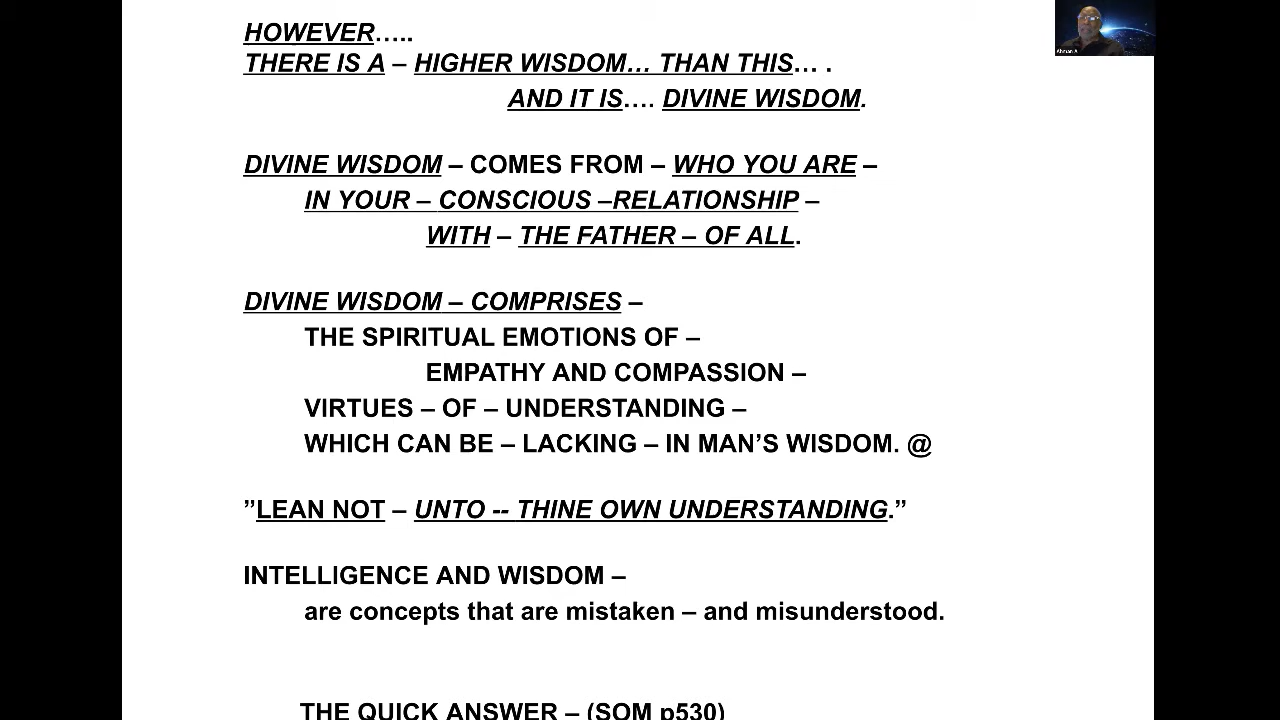 HOWEVER…..
THERE IS A – HIGHER WISDOM… THAN THIS… .
AND IT IS…. DIVINE WISDOM.
DIVINE WISDOM – COMES FROM – WHO YOU ARE –
IN YOUR – CONSCIOUS –RELATIONSHIP –
WITH – THE FATHER – OF ALL.
DIVINE WISDOM – COMPRISES –
THE SPIRITUAL EMOTIONS OF –
EMPATHY AND COMPASSION –
VIRTUES – OF – UNDERSTANDING –
WHICH CAN BE – LACKING – IN MAN’S WISDOM. @
”LEAN NOT – UNTO -- THINE OWN UNDERSTANDING.”
INTELLIGENCE AND WISDOM –
are concepts that are mistaken – and misunderstood.
THE QUICK ANSWER – (SOM p530)